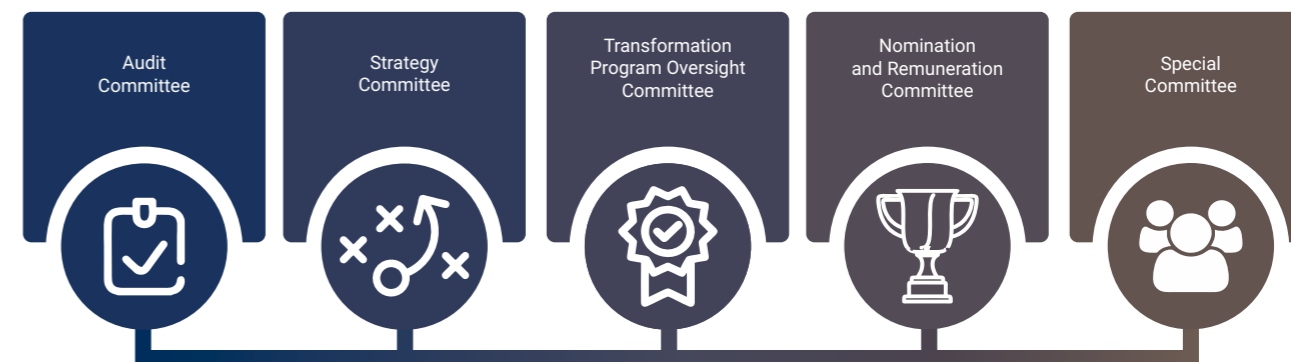 Audit
Committee
Strategy
Committee
Transformation
Program Oversight
Committee
Nomination
and Remuneration
Committee
Special
Committee